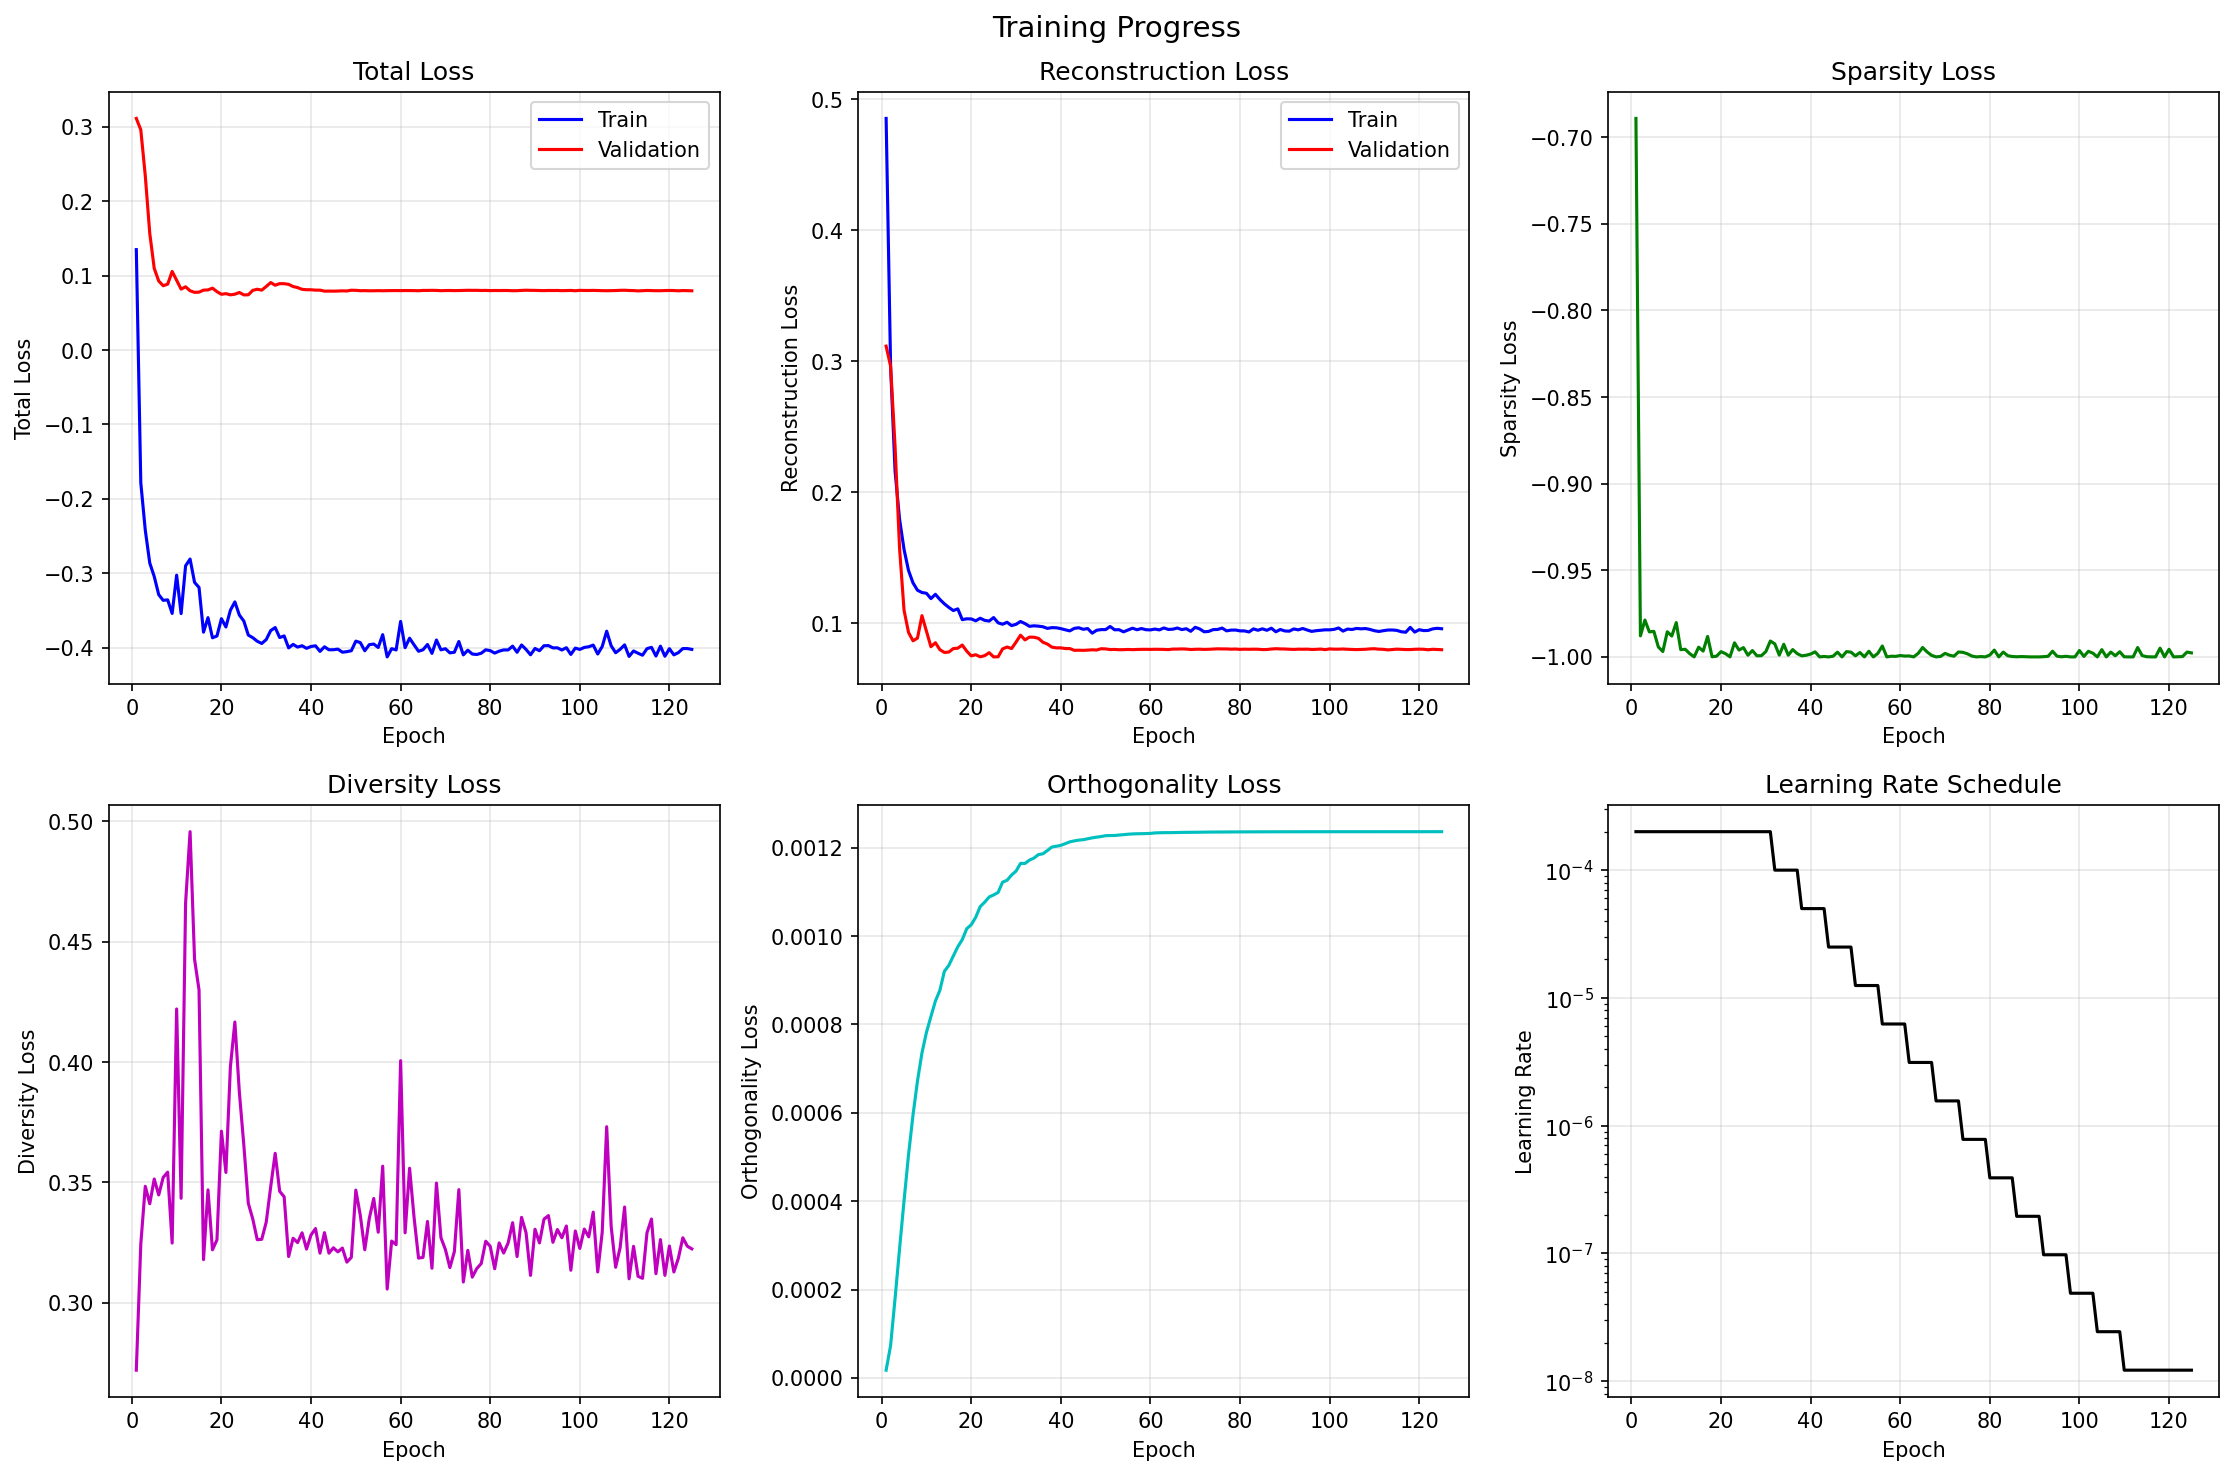 Training Progress
Total Loss
Total Loss
0.3
0.2
0.1
0.0
−0.1
−0.2
−0.3
−0.4
0 20 40 60 80 100 120
Epoch
Train
Validation
Reconstruction Loss
Reconstruction Loss
0.5
0.4
0.3
0.2
0.1
0 20 40 60 80 100 120
Epoch
Train
Validation
Sparsity Loss
Sparsity Loss
−0.70
−0.75
−0.80
−0.85
−0.90
−0.95
−1.00
0 20 40 60 80 100 120
Epoch
Diversity Loss
Diversity Loss
0.50
0.45
0.40
0.35
0.30
0 20 40 60 80 100 120
Epoch
Orthogonality Loss
Orthogonality Loss
0.0012
0.0010
0.0008
0.0006
0.0004
0.0002
0.0000
0 20 40 60 80 100 120
Epoch
Learning Rate Schedule
Learning Rate
10⁻⁴
10⁻⁵
10⁻⁶
10⁻⁷
10⁻⁸
0 20 40 60 80 100 120
Epoch